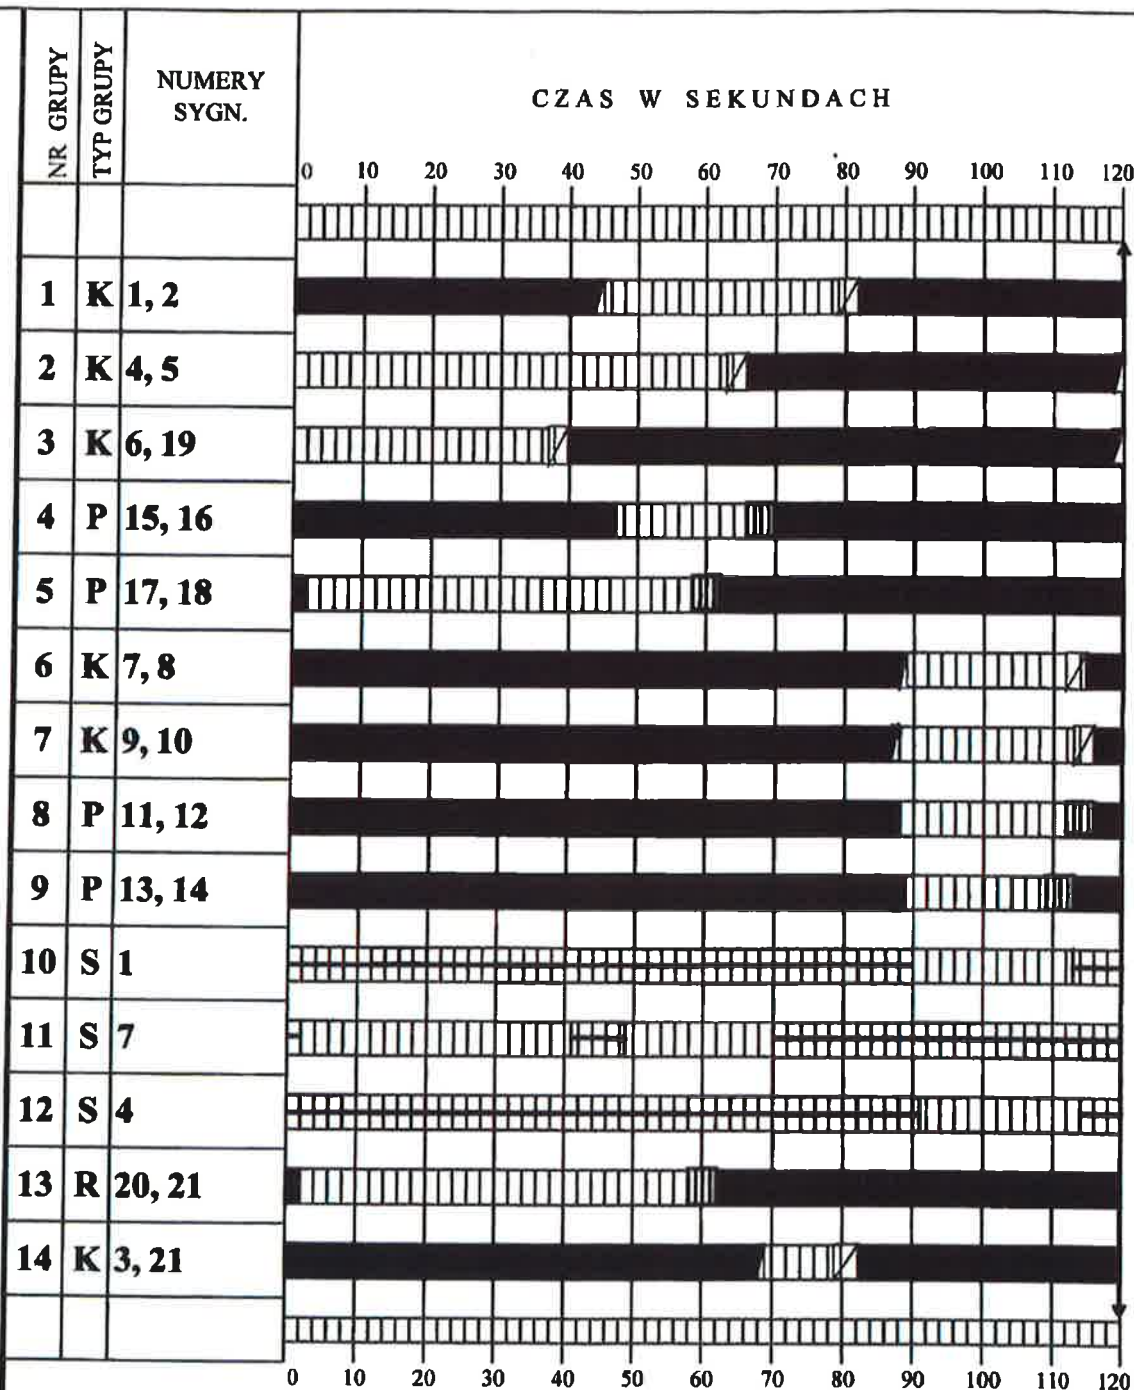 NR GRUPY
TYP GRUPY
NUMERY
SYGN.
CZAS W SEKUNDACH
0 10 20 30 40 50 60 70 80 90 100 110 120
1 K 1, 2
2 K 4, 5
3 K 6, 19
4 P 15, 16
5 P 17, 18
6 K 7, 8
7 K 9, 10
8 P 11, 12
9 P 13, 14
10 S 1
11 S 7
12 S 4
13 R 20, 21
14 K 3, 21
0 10 20 30 40 50 60 70 80 90 100 110 120